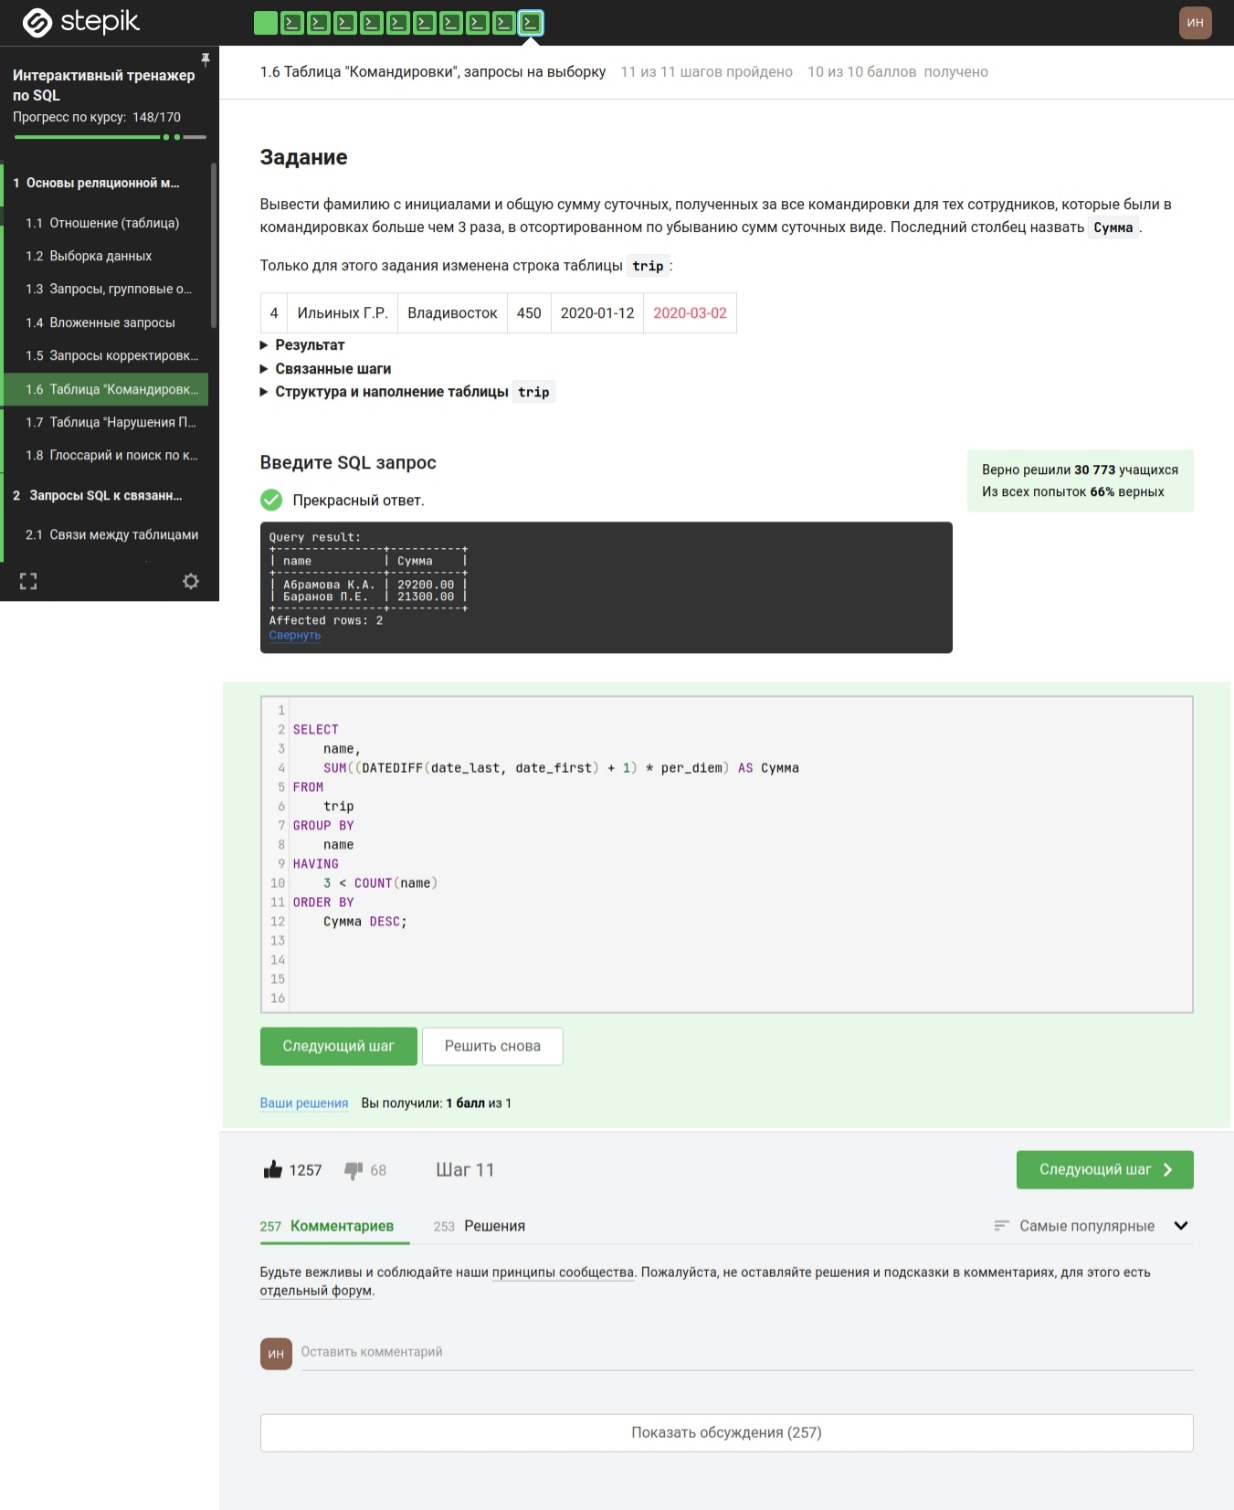 stepik
ИН
Интерактивный тренажер
по SQL
Прогресс по курсу: 148/170
1 Основы реляционной м...
1.1 Отношение (таблица)
1.2 Выборка данных
1.3 Запросы, групповые о...
1.4 Вложенные запросы
1.5 Запросы корректировк...
1.6 Таблица "Командировк...
1.7 Таблица "Нарушения П...
1.8 Глоссарий и поиск по к...
2 Запросы SQL к связанн...
2.1 Связи между таблицами
1.6 Таблица "Командировки", запросы на выборку 11 из 11 шагов пройдено 10 из 10 баллов получено
Задание
Вывести фамилию с инициалами и общую сумму суточных, полученных за все командировки для тех сотрудников, которые были в
командировках больше чем 3 раза, в отсортированном по убыванию сумм суточных виде. Последний столбец назвать Сумма .
Только для этого задания изменена строка таблицы trip :
4 Ильиных Г.Р. Владивосток 450 2020-01-12 2020-03-02
Результат
Связанные шаги
Структура и наполнение таблицы trip
Введите SQL запрос
Верно решили 30 773 учащихся
Из всех попыток 66% верных
Прекрасный ответ.
Query result:
+---------------+----------+
| name | Сумма |
+---------------+----------+
| Абрамова К.А. | 29200.00 |
| Баранов П.Е. | 21300.00 |
+---------------+----------+
Affected rows: 2
Свернуть
1
2 SELECT
3 name,
4 SUM((DATEDIFF(date_last, date_first) + 1) * per_diem) AS Сумма
5 FROM
6 trip
7 GROUP BY
8 name
9 HAVING
10 3 < COUNT(name)
11 ORDER BY
12 Сумма DESC;
13
14
15
16
Следующий шаг Решить снова
Ваши решения Вы получили: 1 балл из 1
1257 68 Шаг 11 Следующий шаг
257 Комментариев 253 Решения Самые популярные
Будьте вежливы и соблюдайте наши принципы сообщества. Пожалуйста, не оставляйте решения и подсказки в комментариях, для этого есть
отдельный форум.
ИН Оставить комментарий
Показать обсуждения (257)